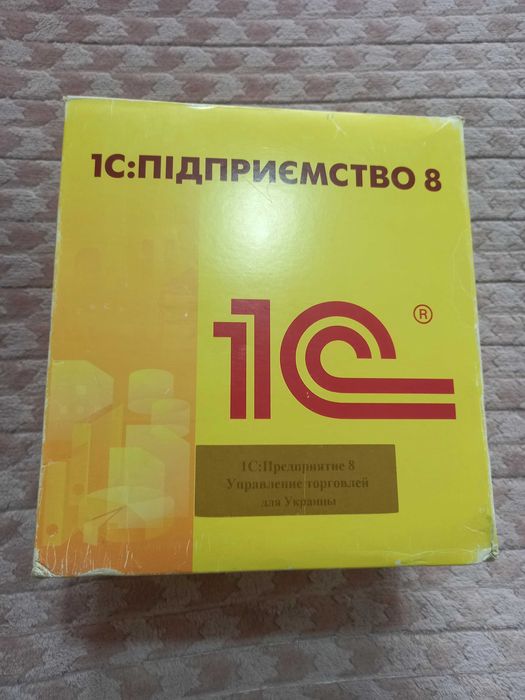 1С:ПІДПРИЄМСТВО 8
1С
®
1С:Предприятие 8
Управление торговлей
для Украины